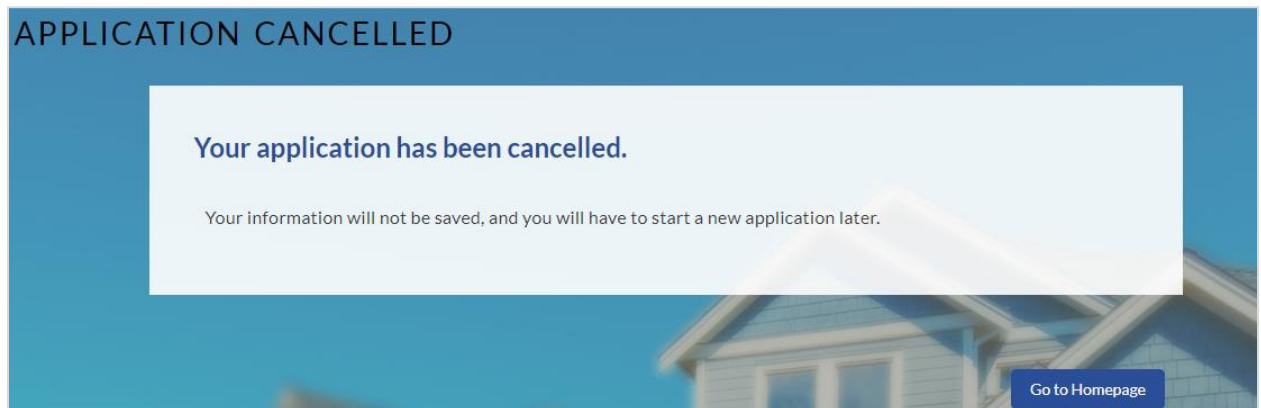 APPLICATION CANCELLED
Your application has been cancelled.
Your information will not be saved, and you will have to start a new application later.
Go to Homepage